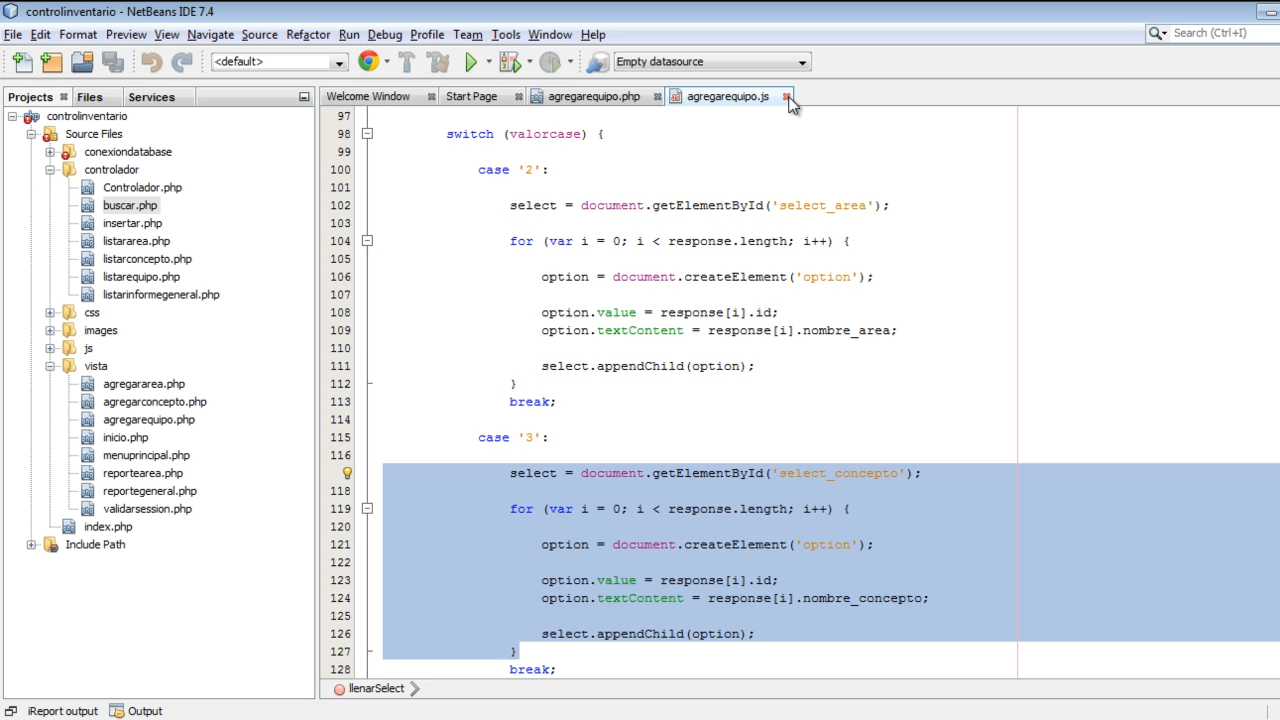 controlinventario - NetBeans IDE 7.4
File Edit Format Preview View Navigate Source Refactor Run Debug Profile Team Tools Window Help
Search (Ctrl+I)
<default>
Empty datasource
Projects Files Services
Welcome Window Start Page agregarequipo.php agregarequipo.js
controlinventario
Source Files
conexiondatabase
controlador
Controlador.php
buscar.php
insertar.php
listararea.php
listarconcepto.php
listarequipo.php
listarinformegeneral.php
css
images
js
vista
agregararea.php
agregarconcepto.php
agregarequipo.php
inicio.php
menuprincipal.php
reportearea.php
reportegeneral.php
validarsession.php
index.php
Include Path
97
98 switch (valorcase) {
99
100 case '2':
101
102 select = document.getElementById('select_area');
103
104 for (var i = 0; i < response.length; i++) {
105
106 option = document.createElement('option');
107
108 option.value = response[i].id;
109 option.textContent = response[i].nombre_area;
110
111 select.appendChild(option);
112 }
113 break;
114
115 case '3':
116
select = document.getElementById('select_concepto');
118
119 for (var i = 0; i < response.length; i++) {
120
121 option = document.createElement('option');
122
123 option.value = response[i].id;
124 option.textContent = response[i].nombre_concepto;
125
126 select.appendChild(option);
127 }
128 break;
llenarSelect
iReport output Output